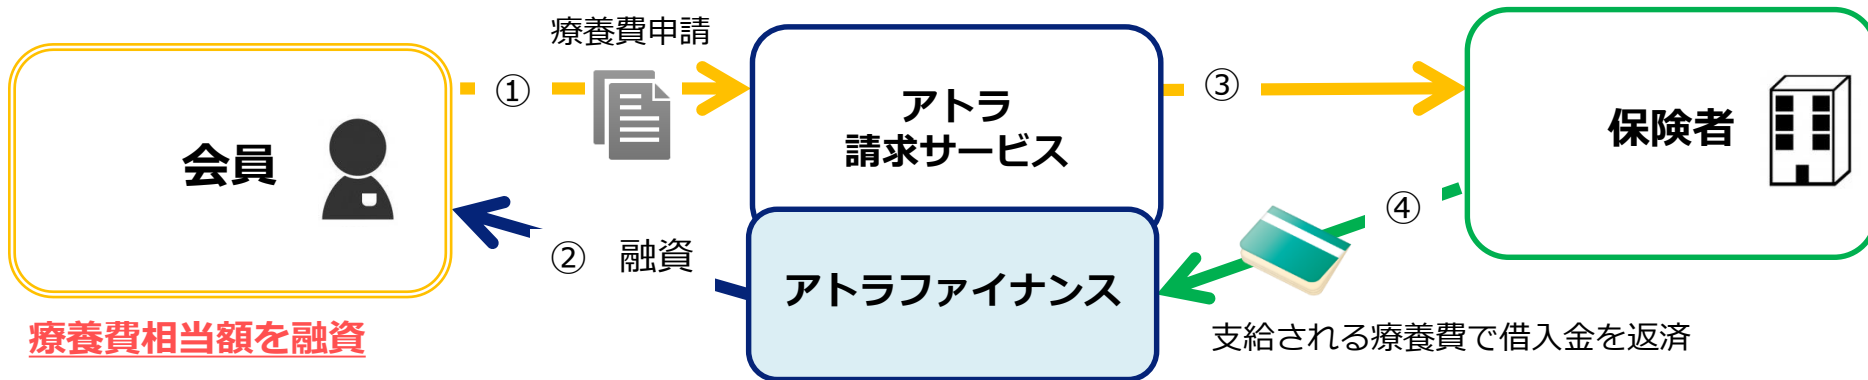 療養費申請
①
会員
アトラ
請求サービス
③
保険者
② 融資
アトラファイナンス
④
療養費相当額を融資
支給される療養費で借入金を返済